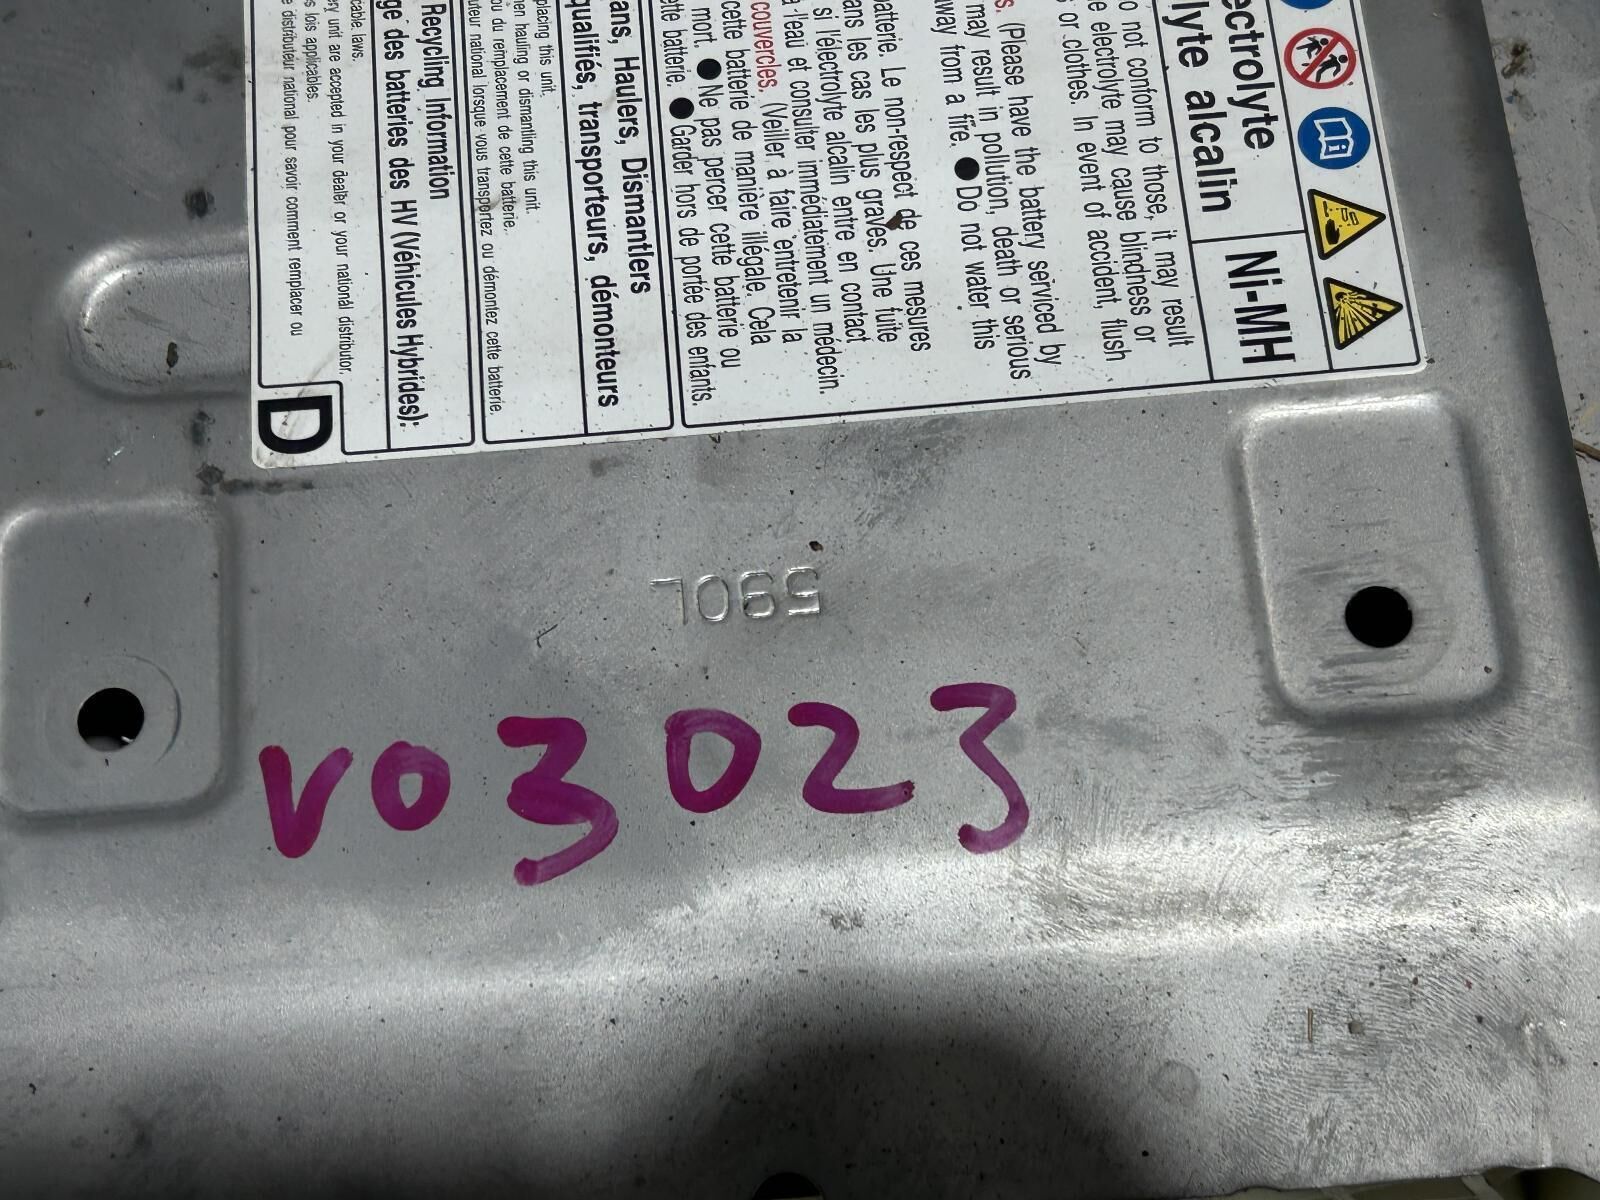 Electrolyte
lyte alcalin
Ni-MH
o not conform to those, it may result
e electrolyte may cause blindness or
or clothes. In event of accident, flush
s. (Please have the battery serviced by
may result in pollution, death or serious
way from a fire. ● Do not water this
batterie. Le non-respect de ces mesures
ans les cas les plus graves. Une fuite
si l'électrolyte alcalin entre en contact
à l'eau et consulter immédiatement un médecin.
couvercles. (Veiller à faire entretenir la
cette batterie de manière illégale. Cela
mort. ● Ne pas percer cette batterie ou
ette batterie. ● Garder hors de portée des enfants.
ans, Haulers, Dismantlers
qualifiés, transporteurs, démonteurs
placing this unit.
hen hauling or dismantling this unit.
ou du remplacement de cette batterie.
uteur national lorsque vous transportez ou démontez cette batterie.
Recycling Information
ge des batteries des HV (Véhicules Hybrides):
cable laws.
ery unit are accepted in your dealer or your national distributor.
s lois applicables.
e distributeur national pour savoir comment remplacer ou
D
590L
V03023